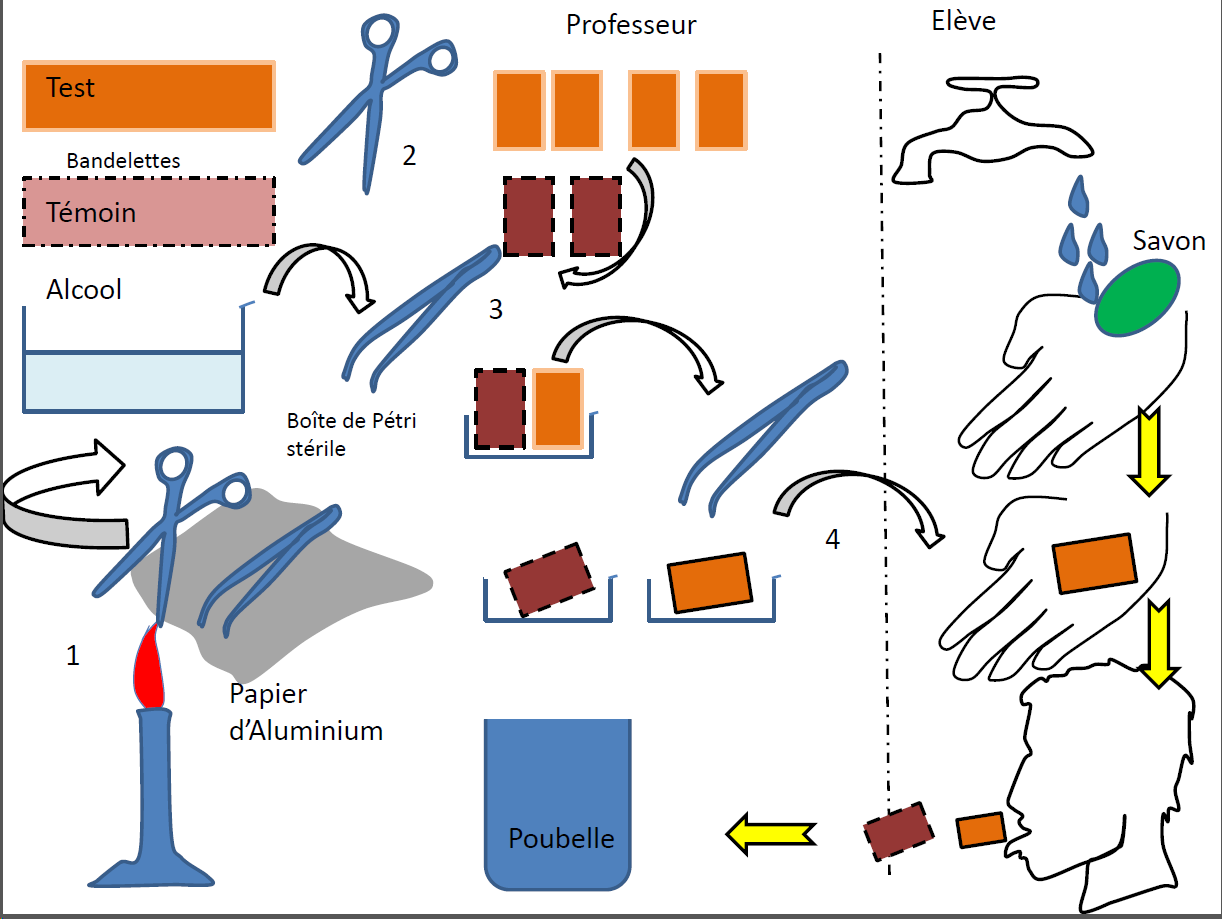 Professeur
Elève
Test
2
Bandelettes
Témoin
Savon
Alcool
3
Boîte de Pétri
stérile
4
1
Papier
d'Aluminium
Poubelle